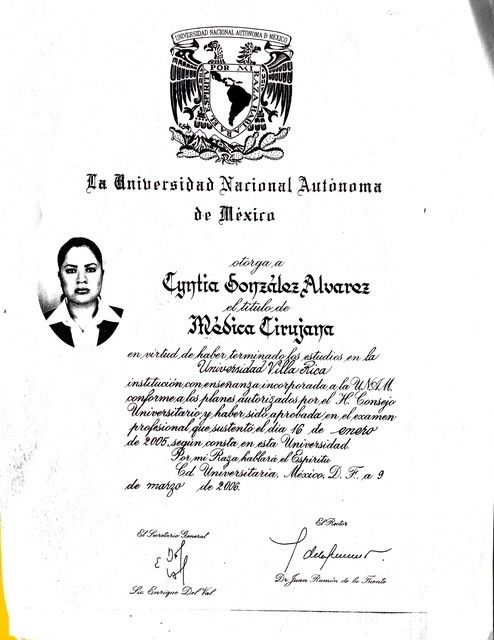 UNIVERSIDAD NACIONAL AUTONOMA D MEXICO
POR MI RAZA HABLARA EL ESPIRITU
La Universidad Nacional Autónoma
de México
otorga a
Cyntia González Alvarez
el título de
Médica Cirujana
en virtud de haber terminado los estudios en la
Universidad Villa Rica
institución con enseñanza incorporada a la UNAM,
conforme a los planes autorizados por el H. Consejo
Universitario y haber sido aprobada en el examen
profesional que sustentó el día 16 de enero
de 2005, según consta en esta Universidad.
Por mi Raza hablará el Espíritu
Cd. Universitaria, México, D. F. a 9
de marzo de 2006.
El Secretario General
El Rector
Lic. Enrique Del Val
Dr. Juan Ramón de la Fuente